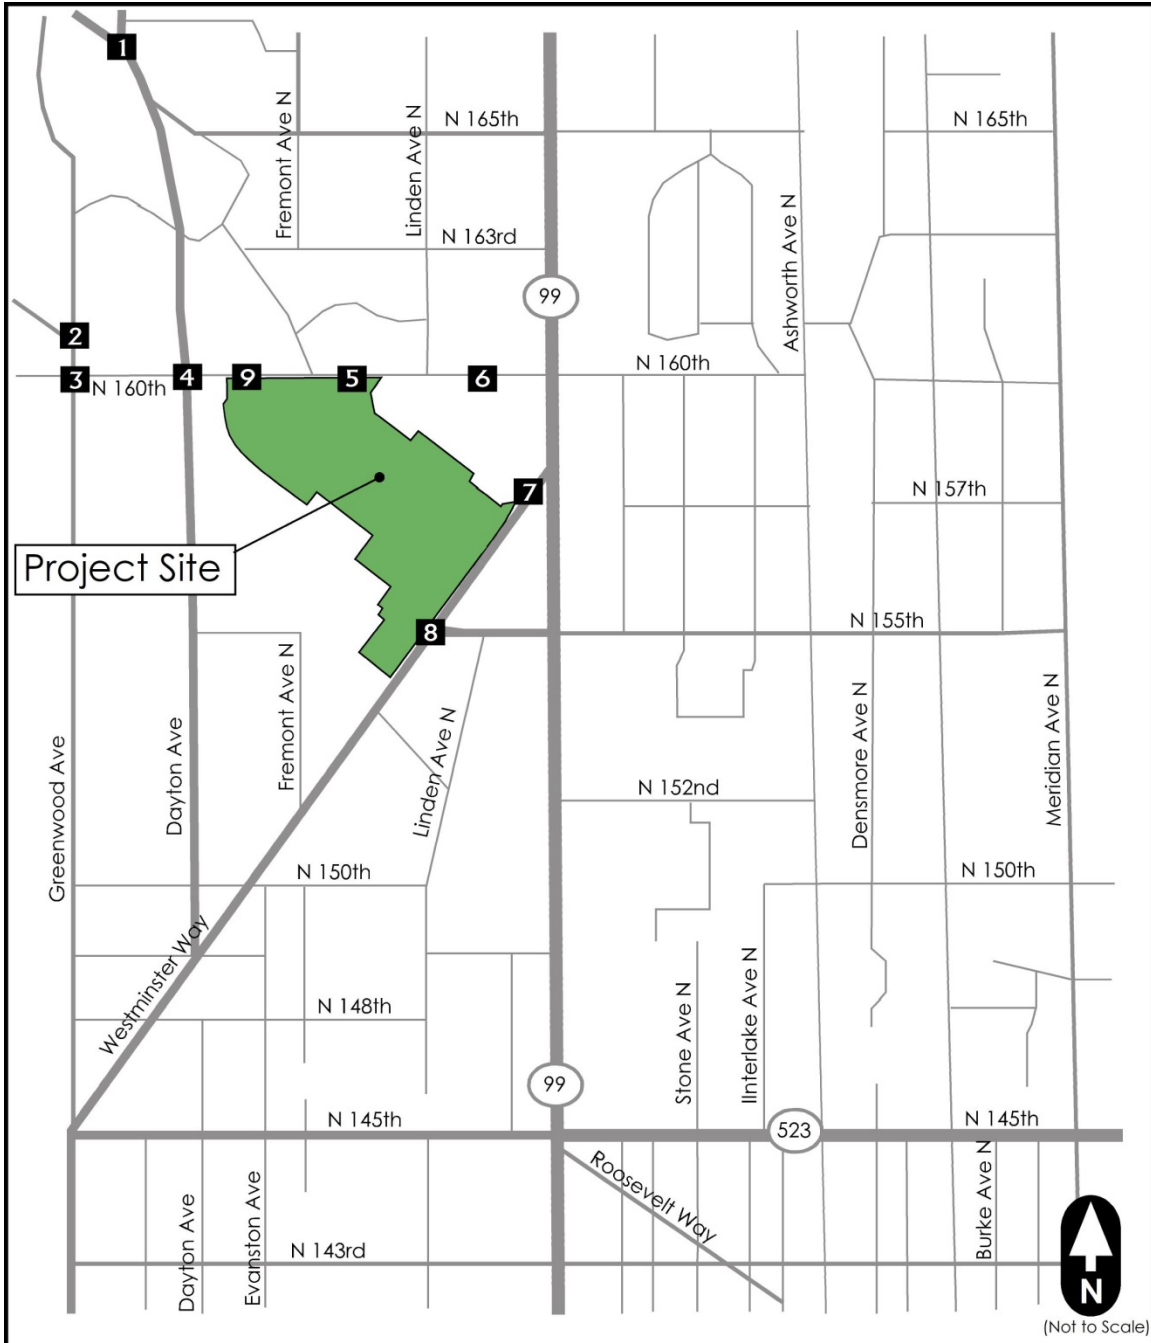 1
Fremont Ave N
Linden Ave N
N 165th
N 165th
Ashworth Ave N
N 163rd
99
2
3
N 160th
4
9
5
6
N 160th
7
N 157th
Project Site
8
N 155th
Greenwood Ave
Dayton Ave
Fremont Ave N
Linden Ave N
Densmore Ave N
Meridian Ave N
N 152nd
N 150th
N 150th
Westminster Way
N 148th
Stone Ave N
IInterlake Ave N
99
N 145th
523
N 145th
Roosevelt Way
Burke Ave N
Dayton Ave
Evanston Ave
N 143rd
N
(Not to Scale)